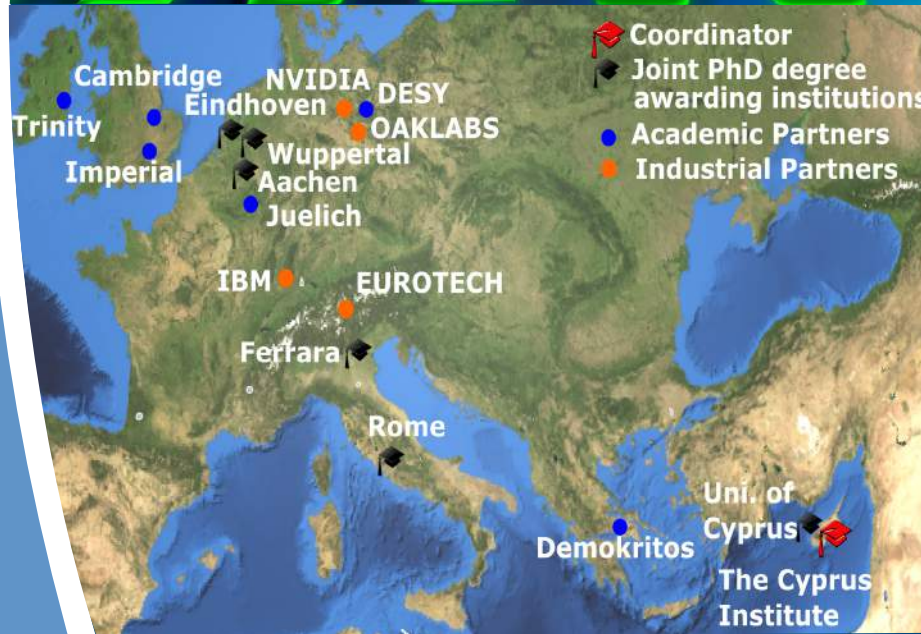 Coordinator
Joint PhD degree
awarding institutions
Academic Partners
Industrial Partners
Cambridge
Trinity
Imperial
NVIDIA
Eindhoven
DESY
OAKLABS
Wuppertal
Aachen
Juelich
IBM
EUROTECH
Ferrara
Rome
Demokritos
Uni. of
Cyprus
The Cyprus
Institute